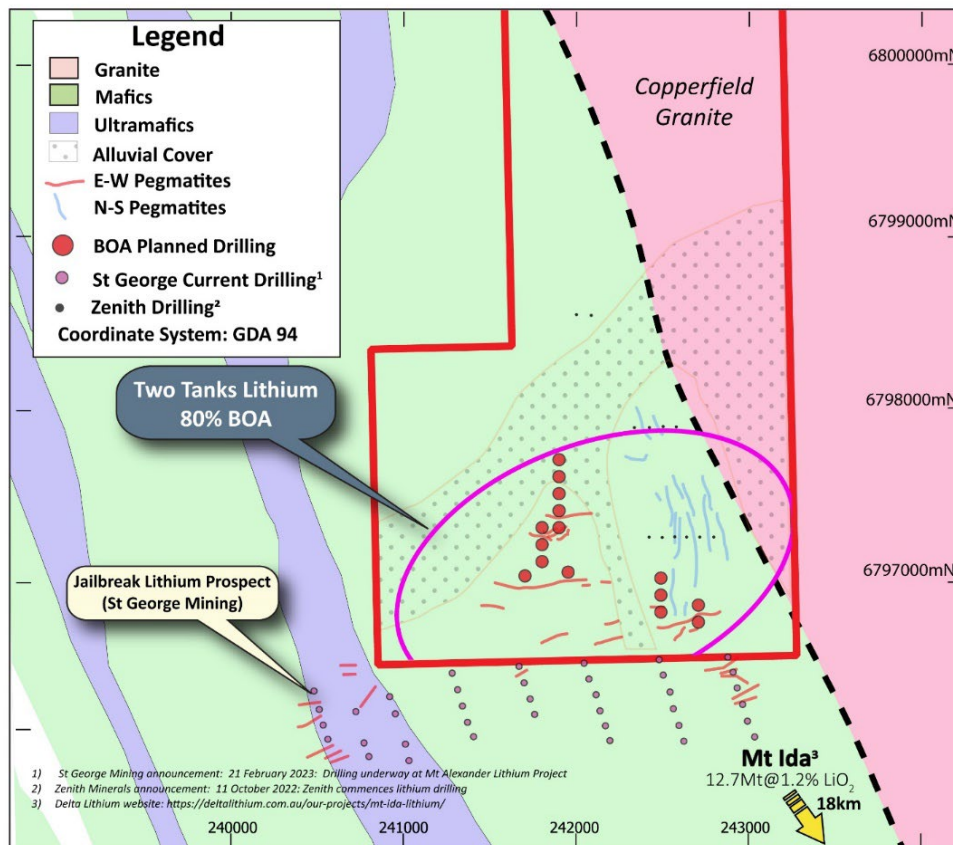 Legend
Granite
Mafics
Ultramafics
Alluvial Cover
E-W Pegmatites
N-S Pegmatites
BOA Planned Drilling
St George Current Drilling¹
Zenith Drilling²
Coordinate System: GDA 94
Copperfield
Granite
6800000mN
6799000mN
6798000mN
6797000mN
Two Tanks Lithium
80% BOA
Jailbreak Lithium Prospect
(St George Mining)
Mt Ida³
12.7Mt@1.2% LiO₂
18km
1) St George Mining announcement: 21 February 2023: Drilling underway at Mt Alexander Lithium Project
2) Zenith Minerals announcement: 11 October 2022: Zenith commences lithium drilling
3) Delta Lithium website: https://deltalithium.com.au/our-projects/mt-ida-lithium/
240000
241000
242000
243000